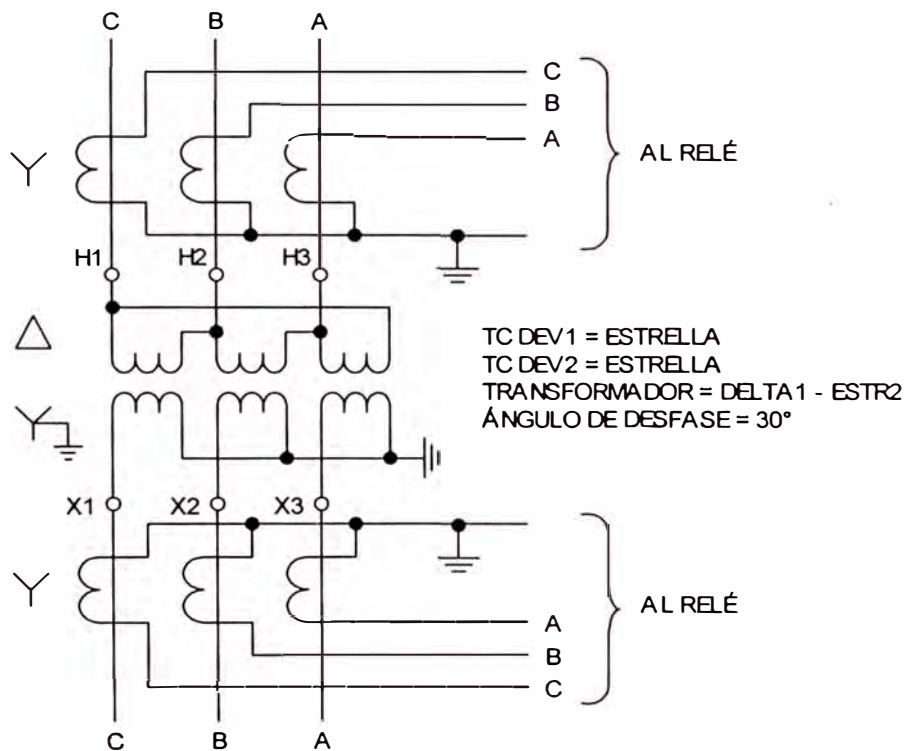 C B A
C
B
A
AL RELÉ
Y
H1 H2 H3
TC DEV1 = ESTRELLA
TC DEV2 = ESTRELLA
TRANSFORMADOR = DELTA1 - ESTR2
ÁNGULO DE DESFASE = 30°
X1 X2 X3
Y
A
B
C
AL RELÉ
C B A